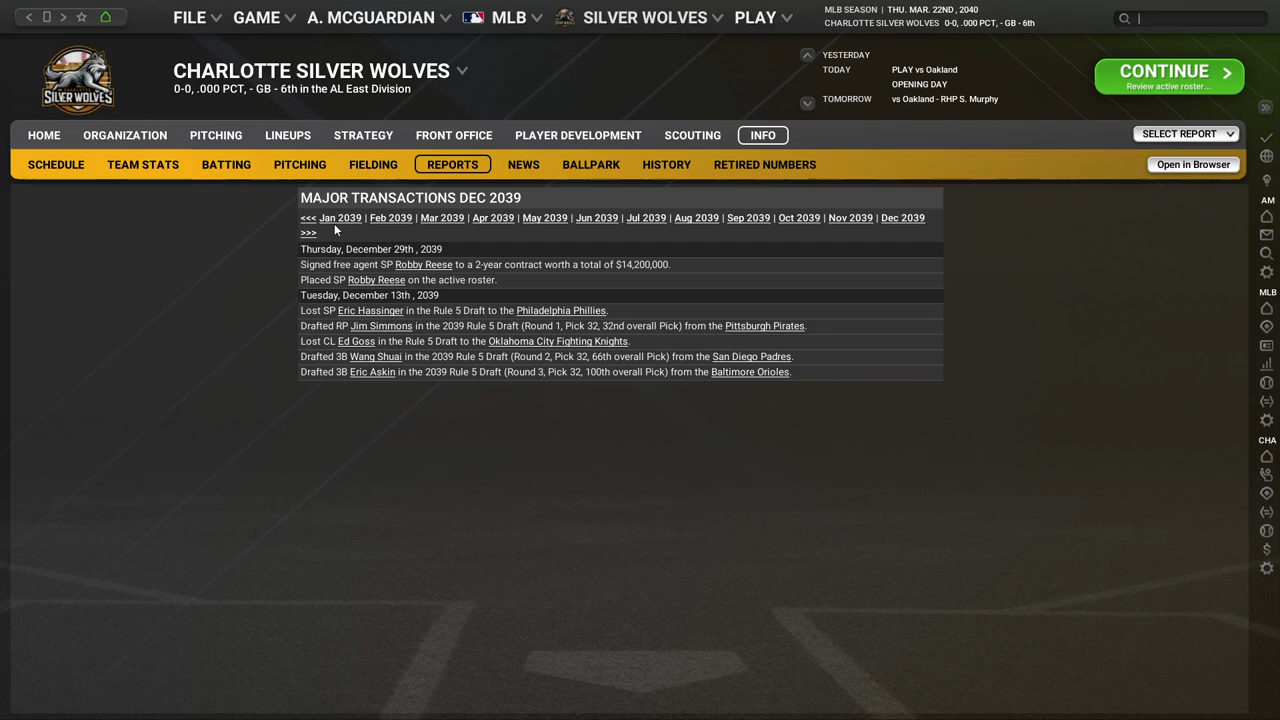 FILE GAME A. MCGUARDIAN MLB SILVER WOLVES PLAY
MLB SEASON | THU. MAR. 22ND, 2040
CHARLOTTE SILVER WOLVES 0-0, .000 PCT, - GB - 6th
CHARLOTTE SILVER WOLVES
0-0, .000 PCT, - GB - 6th in the AL East Division
SILVER WOLVES
YESTERDAY
TODAY PLAY vs Oakland
OPENING DAY
TOMORROW vs Oakland - RHP S. Murphy
CONTINUE
Review active roster...
HOME ORGANIZATION PITCHING LINEUPS STRATEGY FRONT OFFICE PLAYER DEVELOPMENT SCOUTING INFO SELECT REPORT
SCHEDULE TEAM STATS BATTING PITCHING FIELDING REPORTS NEWS BALLPARK HISTORY RETIRED NUMBERS Open in Browser
MAJOR TRANSACTIONS DEC 2039
<<< Jan 2039 | Feb 2039 | Mar 2039 | Apr 2039 | May 2039 | Jun 2039 | Jul 2039 | Aug 2039 | Sep 2039 | Oct 2039 | Nov 2039 | Dec 2039
>>>
Thursday, December 29th , 2039
Signed free agent SP Robby Reese to a 2-year contract worth a total of $14,200,000.
Placed SP Robby Reese on the active roster.
Tuesday, December 13th , 2039
Lost SP Eric Hassinger in the Rule 5 Draft to the Philadelphia Phillies.
Drafted RP Jim Simmons in the 2039 Rule 5 Draft (Round 1, Pick 32, 32nd overall Pick) from the Pittsburgh Pirates.
Lost CL Ed Goss in the Rule 5 Draft to the Oklahoma City Fighting Knights.
Drafted 3B Wang Shuai in the 2039 Rule 5 Draft (Round 2, Pick 32, 66th overall Pick) from the San Diego Padres.
Drafted 3B Eric Askin in the 2039 Rule 5 Draft (Round 3, Pick 32, 100th overall Pick) from the Baltimore Orioles.
AM
MLB
CHA